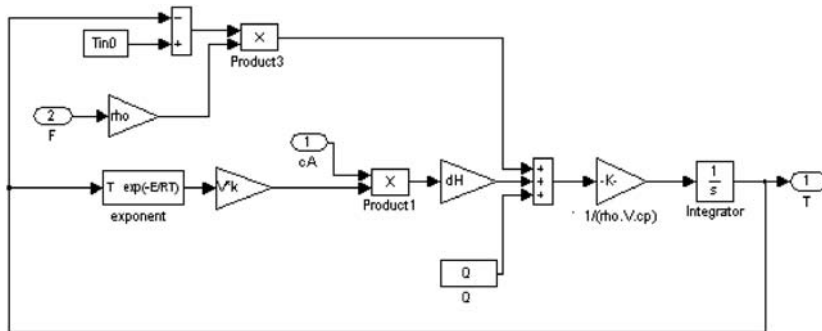 −
Tin0
+
×
Product3
2
F
rho
1
cA
T exp(-E/RT)
exponent
V*k
×
Product1
dH
+
+
+
-K-
1/(rho.V.cp)
1
s
Integrator
1
T
Q
Q